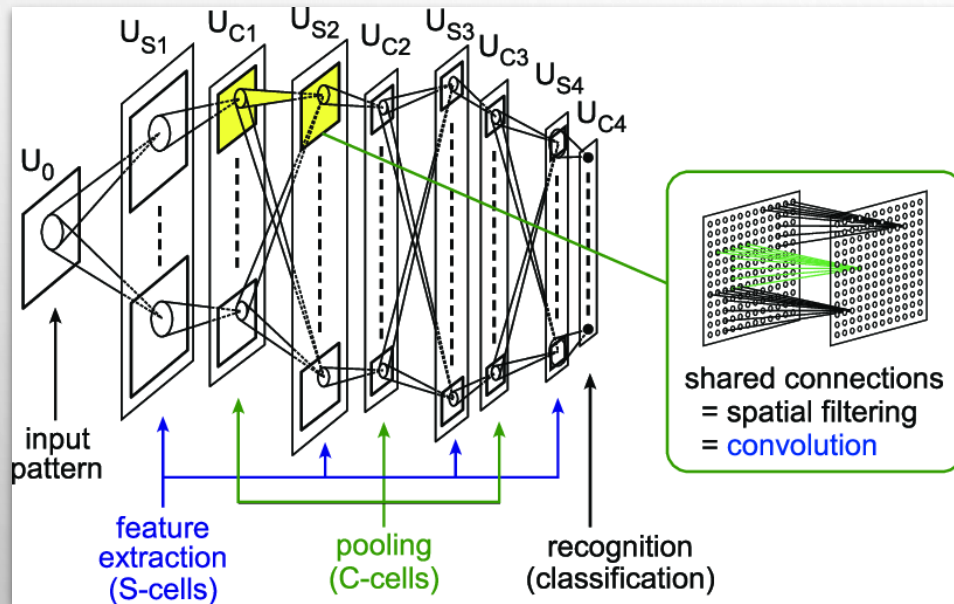 U0
US1
UC1
US2
UC2
US3
UC3
US4
UC4
input
pattern
feature
extraction
(S-cells)
pooling
(C-cells)
recognition
(classification)
shared connections
= spatial filtering
= convolution